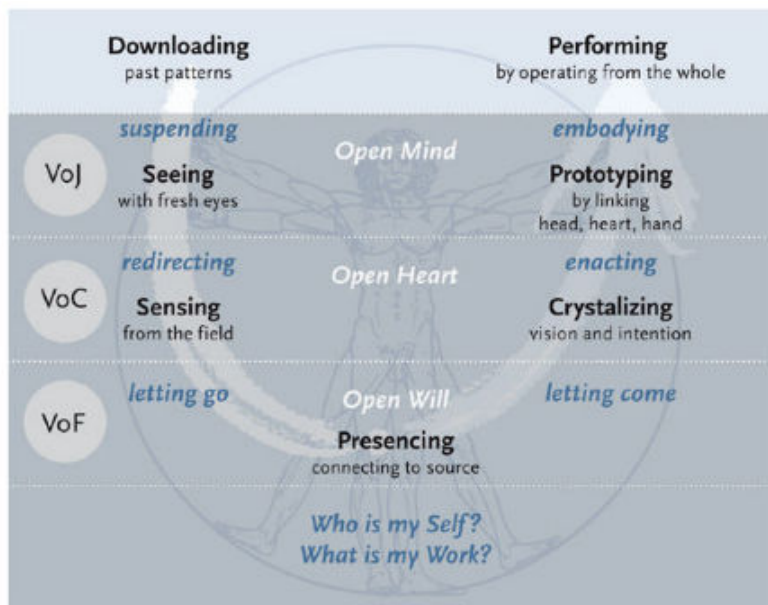 Downloading
past patterns
Performing
by operating from the whole
suspending
Open Mind
embodying
VoJ
Seeing
with fresh eyes
Prototyping
by linking
head, heart, hand
redirecting
Open Heart
enacting
VoC
Sensing
from the field
Crystalizing
vision and intention
letting go
Open Will
letting come
VoF
Presencing
connecting to source
Who is my Self?
What is my Work?